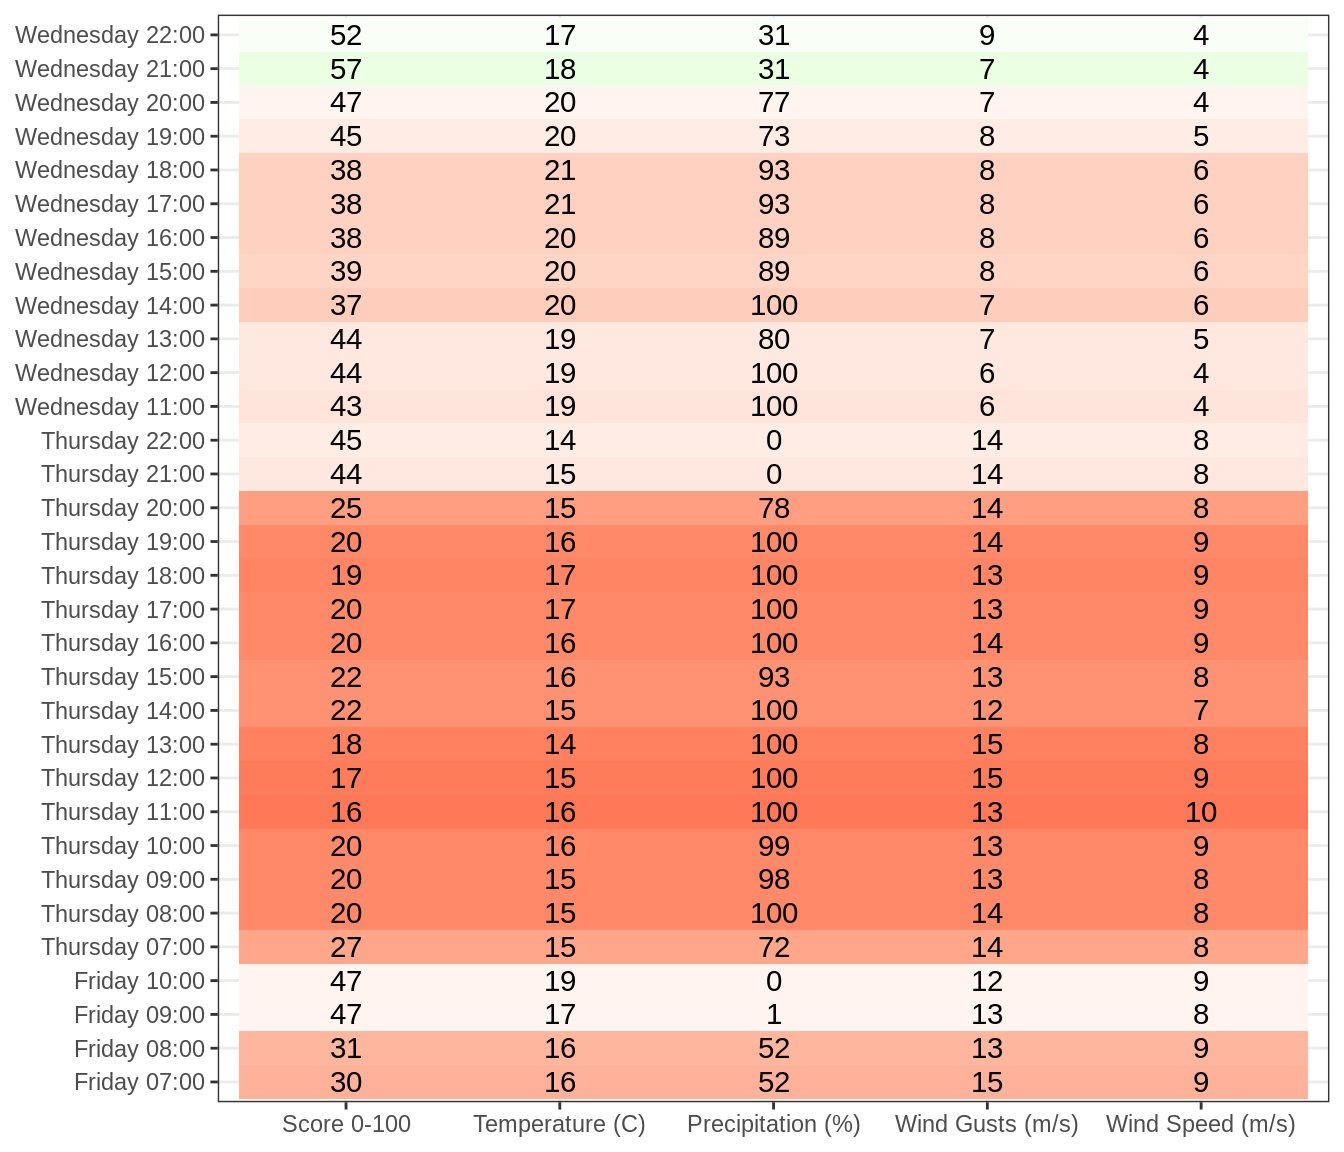 Wednesday 22:00 52 17 31 9 4
Wednesday 21:00 57 18 31 7 4
Wednesday 20:00 47 20 77 7 4
Wednesday 19:00 45 20 73 8 5
Wednesday 18:00 38 21 93 8 6
Wednesday 17:00 38 21 93 8 6
Wednesday 16:00 38 20 89 8 6
Wednesday 15:00 39 20 89 8 6
Wednesday 14:00 37 20 100 7 6
Wednesday 13:00 44 19 80 7 5
Wednesday 12:00 44 19 100 6 4
Wednesday 11:00 43 19 100 6 4
Thursday 22:00 45 14 0 14 8
Thursday 21:00 44 15 0 14 8
Thursday 20:00 25 15 78 14 8
Thursday 19:00 20 16 100 14 9
Thursday 18:00 19 17 100 13 9
Thursday 17:00 20 17 100 13 9
Thursday 16:00 20 16 100 14 9
Thursday 15:00 22 16 93 13 8
Thursday 14:00 22 15 100 12 7
Thursday 13:00 18 14 100 15 8
Thursday 12:00 17 15 100 15 9
Thursday 11:00 16 16 100 13 10
Thursday 10:00 20 16 99 13 9
Thursday 09:00 20 15 98 13 8
Thursday 08:00 20 15 100 14 8
Thursday 07:00 27 15 72 14 8
Friday 10:00 47 19 0 12 9
Friday 09:00 47 17 1 13 8
Friday 08:00 31 16 52 13 9
Friday 07:00 30 16 52 15 9
Score 0-100 Temperature (C) Precipitation (%) Wind Gusts (m/s) Wind Speed (m/s)